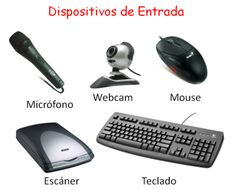 Dispositivos de Entrada
Micrófono
Webcam
Mouse
Escáner
Teclado